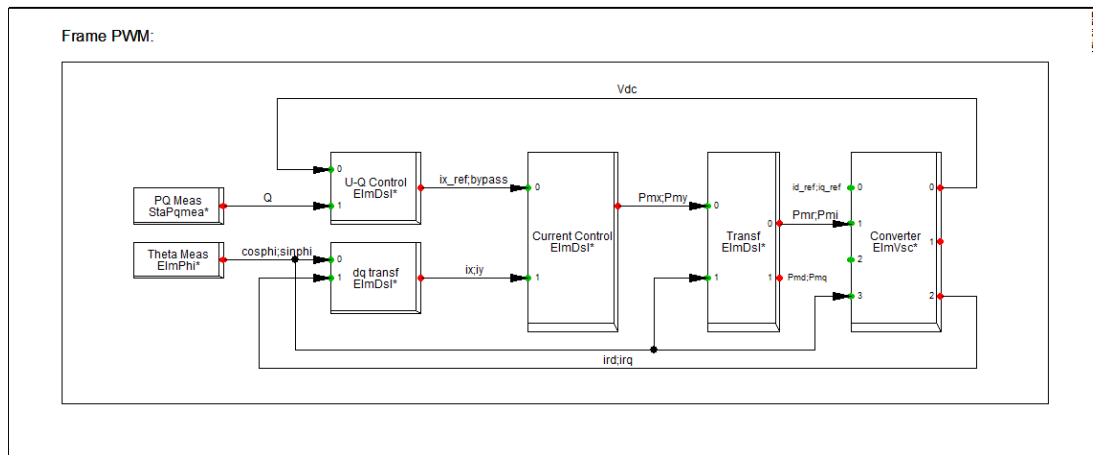 Frame PWM:
Vdc
0
U-Q Control
ElmDsl*
1
ix_ref;bypass
PQ Meas
StaPqmea*
Q
Theta Meas
ElmPhi*
cosphi;sinphi
0
1
dq transf
ElmDsl*
ix;iy
0
Current Control
ElmDsl*
1
Pmx;Pmy
0
Transf
ElmDsl*
1
0
1
Pmr;Pmi
Pmd;Pmq
id_ref;iq_ref
0
1
2
3
Converter
ElmVsc*
0
1
2
ird;irq